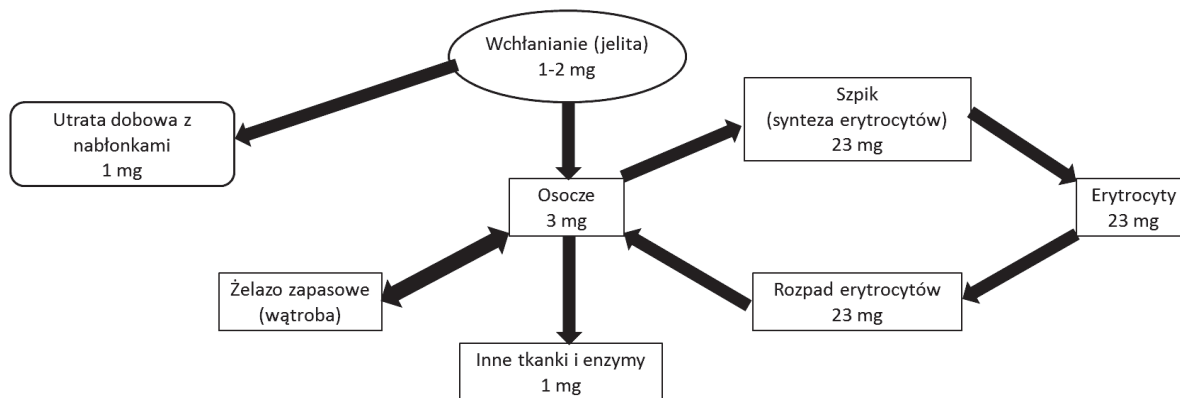 Wchłanianie (jelita)
1-2 mg
Utrata dobowa z
nabłonkami
1 mg
Szpik
(synteza erytrocytów)
23 mg
Osocze
3 mg
Erytrocyty
23 mg
Żelazo zapasowe
(wątroba)
Rozpad erytrocytów
23 mg
Inne tkanki i enzymy
1 mg